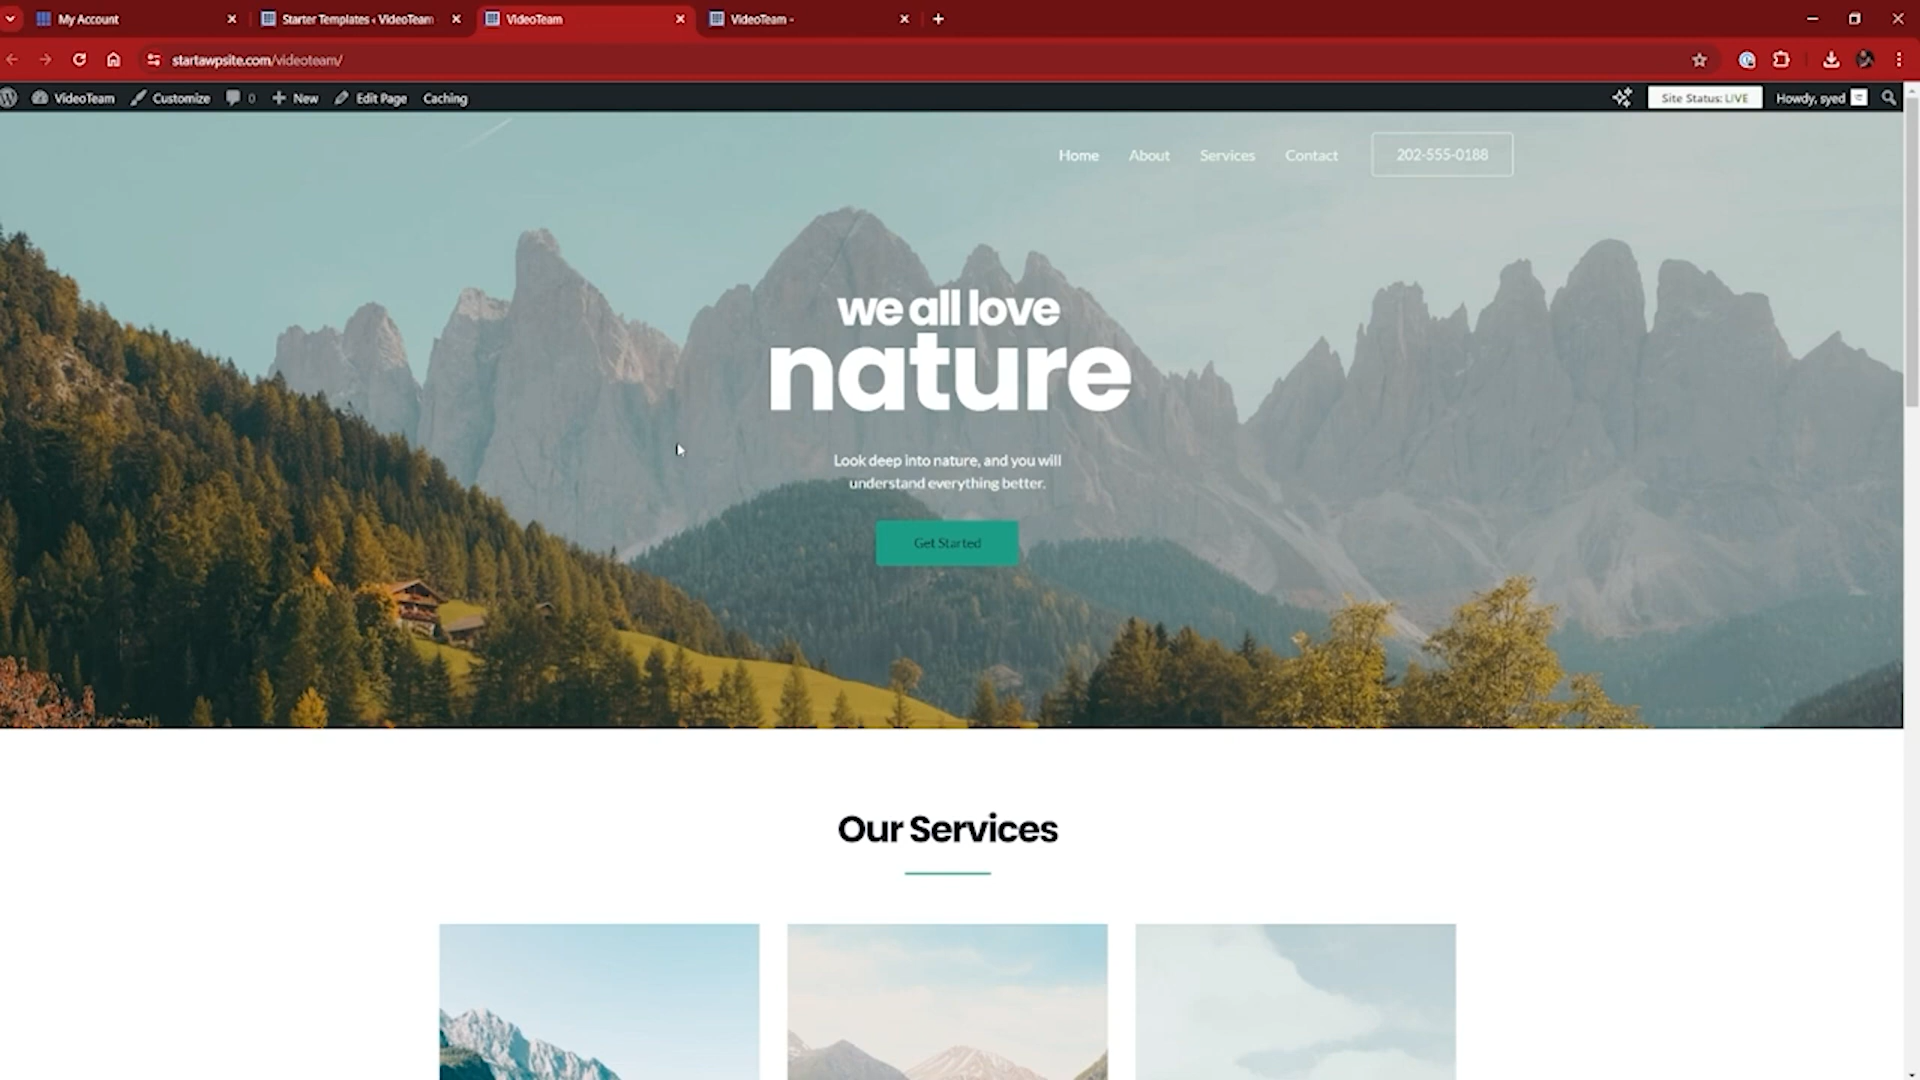 My Account
Starter Templates ‹ VideoTeam
VideoTeam
VideoTeam -
startawpsite.com/videoteam/
VideoTeam
Customize
0
New
Edit Page
Caching
Site Status: LIVE
Howdy, syed
Home
About
Services
Contact
202-555-0188
we all love
nature
Look deep into nature, and you will
understand everything better.
Get Started
Our Services